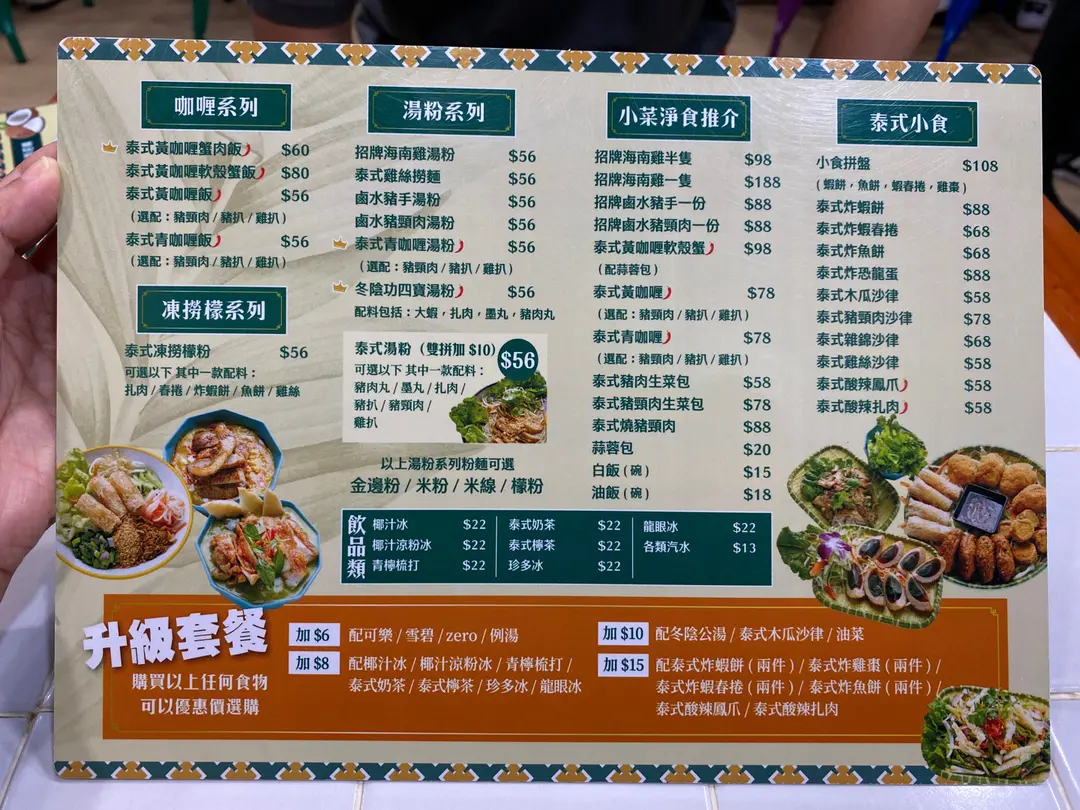 咖喱系列
泰式黃咖喱蟹肉飯 $60
泰式黃咖喱軟殼蟹飯 $80
泰式黃咖喱飯 $56
(選配：豬頸肉 / 豬扒 / 雞扒)
泰式青咖喱飯 $56
(選配：豬頸肉 / 豬扒 / 雞扒)
凍撈檬系列
泰式凍撈檬粉 $56
可選以下 其中一款配料：
扎肉 / 春捲 / 炸蝦餅 / 魚餅 / 雞絲
湯粉系列
招牌海南雞湯粉 $56
泰式雞絲撈麵 $56
鹵水豬手湯粉 $56
鹵水豬頸肉湯粉 $56
泰式青咖喱湯粉 $56
(選配：豬頸肉 / 豬扒 / 雞扒)
冬陰功四寶湯粉 $56
配料包括：大蝦，扎肉，墨丸，豬肉丸
泰式湯粉（雙拼加 $10） $56
可選以下 其中一款配料：
豬肉丸 / 墨丸 / 扎肉 /
豬扒 / 豬頸肉 /
雞扒
以上湯粉系列粉麵可選
金邊粉 / 米粉 / 米線 / 檬粉
小菜淨食推介
招牌海南雞半隻 $98
招牌海南雞一隻 $188
招牌鹵水豬手一份 $88
招牌鹵水豬頸肉一份 $88
泰式黃咖喱軟殼蟹 $98
(配蒜蓉包)
泰式黃咖喱 $78
(選配：豬頸肉 / 豬扒 / 雞扒)
泰式青咖喱 $78
(選配：豬頸肉 / 豬扒 / 雞扒)
泰式豬肉生菜包 $58
泰式豬頸肉生菜包 $78
泰式燒豬頸肉 $88
蒜蓉包 $20
白飯 (碗) $15
油飯 (碗) $18
泰式小食
小食拼盤 $108
(蝦餅，魚餅，蝦春捲，雞棗)
泰式炸蝦餅 $88
泰式炸蝦春捲 $68
泰式炸魚餅 $68
泰式炸恐龍蛋 $88
泰式木瓜沙律 $58
泰式豬頸肉沙律 $78
泰式雜錦沙律 $68
泰式雞絲沙律 $58
泰式酸辣鳳爪 $58
泰式酸辣扎肉 $58
飲品類
椰汁冰 $22
椰汁涼粉冰 $22
青檸梳打 $22
泰式奶茶 $22
泰式檸茶 $22
珍多冰 $22
龍眼冰 $22
各類汽水 $13
升級套餐
購買以上任何食物
可以優惠價選購
加 $6 配可樂 / 雪碧 / zero / 例湯
加 $8 配椰汁冰 / 椰汁涼粉冰 / 青檸梳打 /
泰式奶茶 / 泰式檸茶 / 珍多冰 / 龍眼冰
加 $10 配冬陰公湯 / 泰式木瓜沙律 / 油菜
加 $15 配泰式炸蝦餅 (兩件) / 泰式炸雞棗 (兩件) /
泰式炸蝦春捲 (兩件) / 泰式炸魚餅 (兩件) /
泰式酸辣鳳爪 / 泰式酸辣扎肉